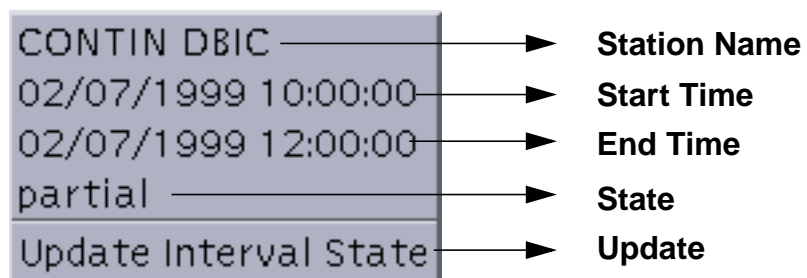 CONTIN DBIC Station Name
02/07/1999 10:00:00 Start Time
02/07/1999 12:00:00 End Time
partial State
Update Interval State Update